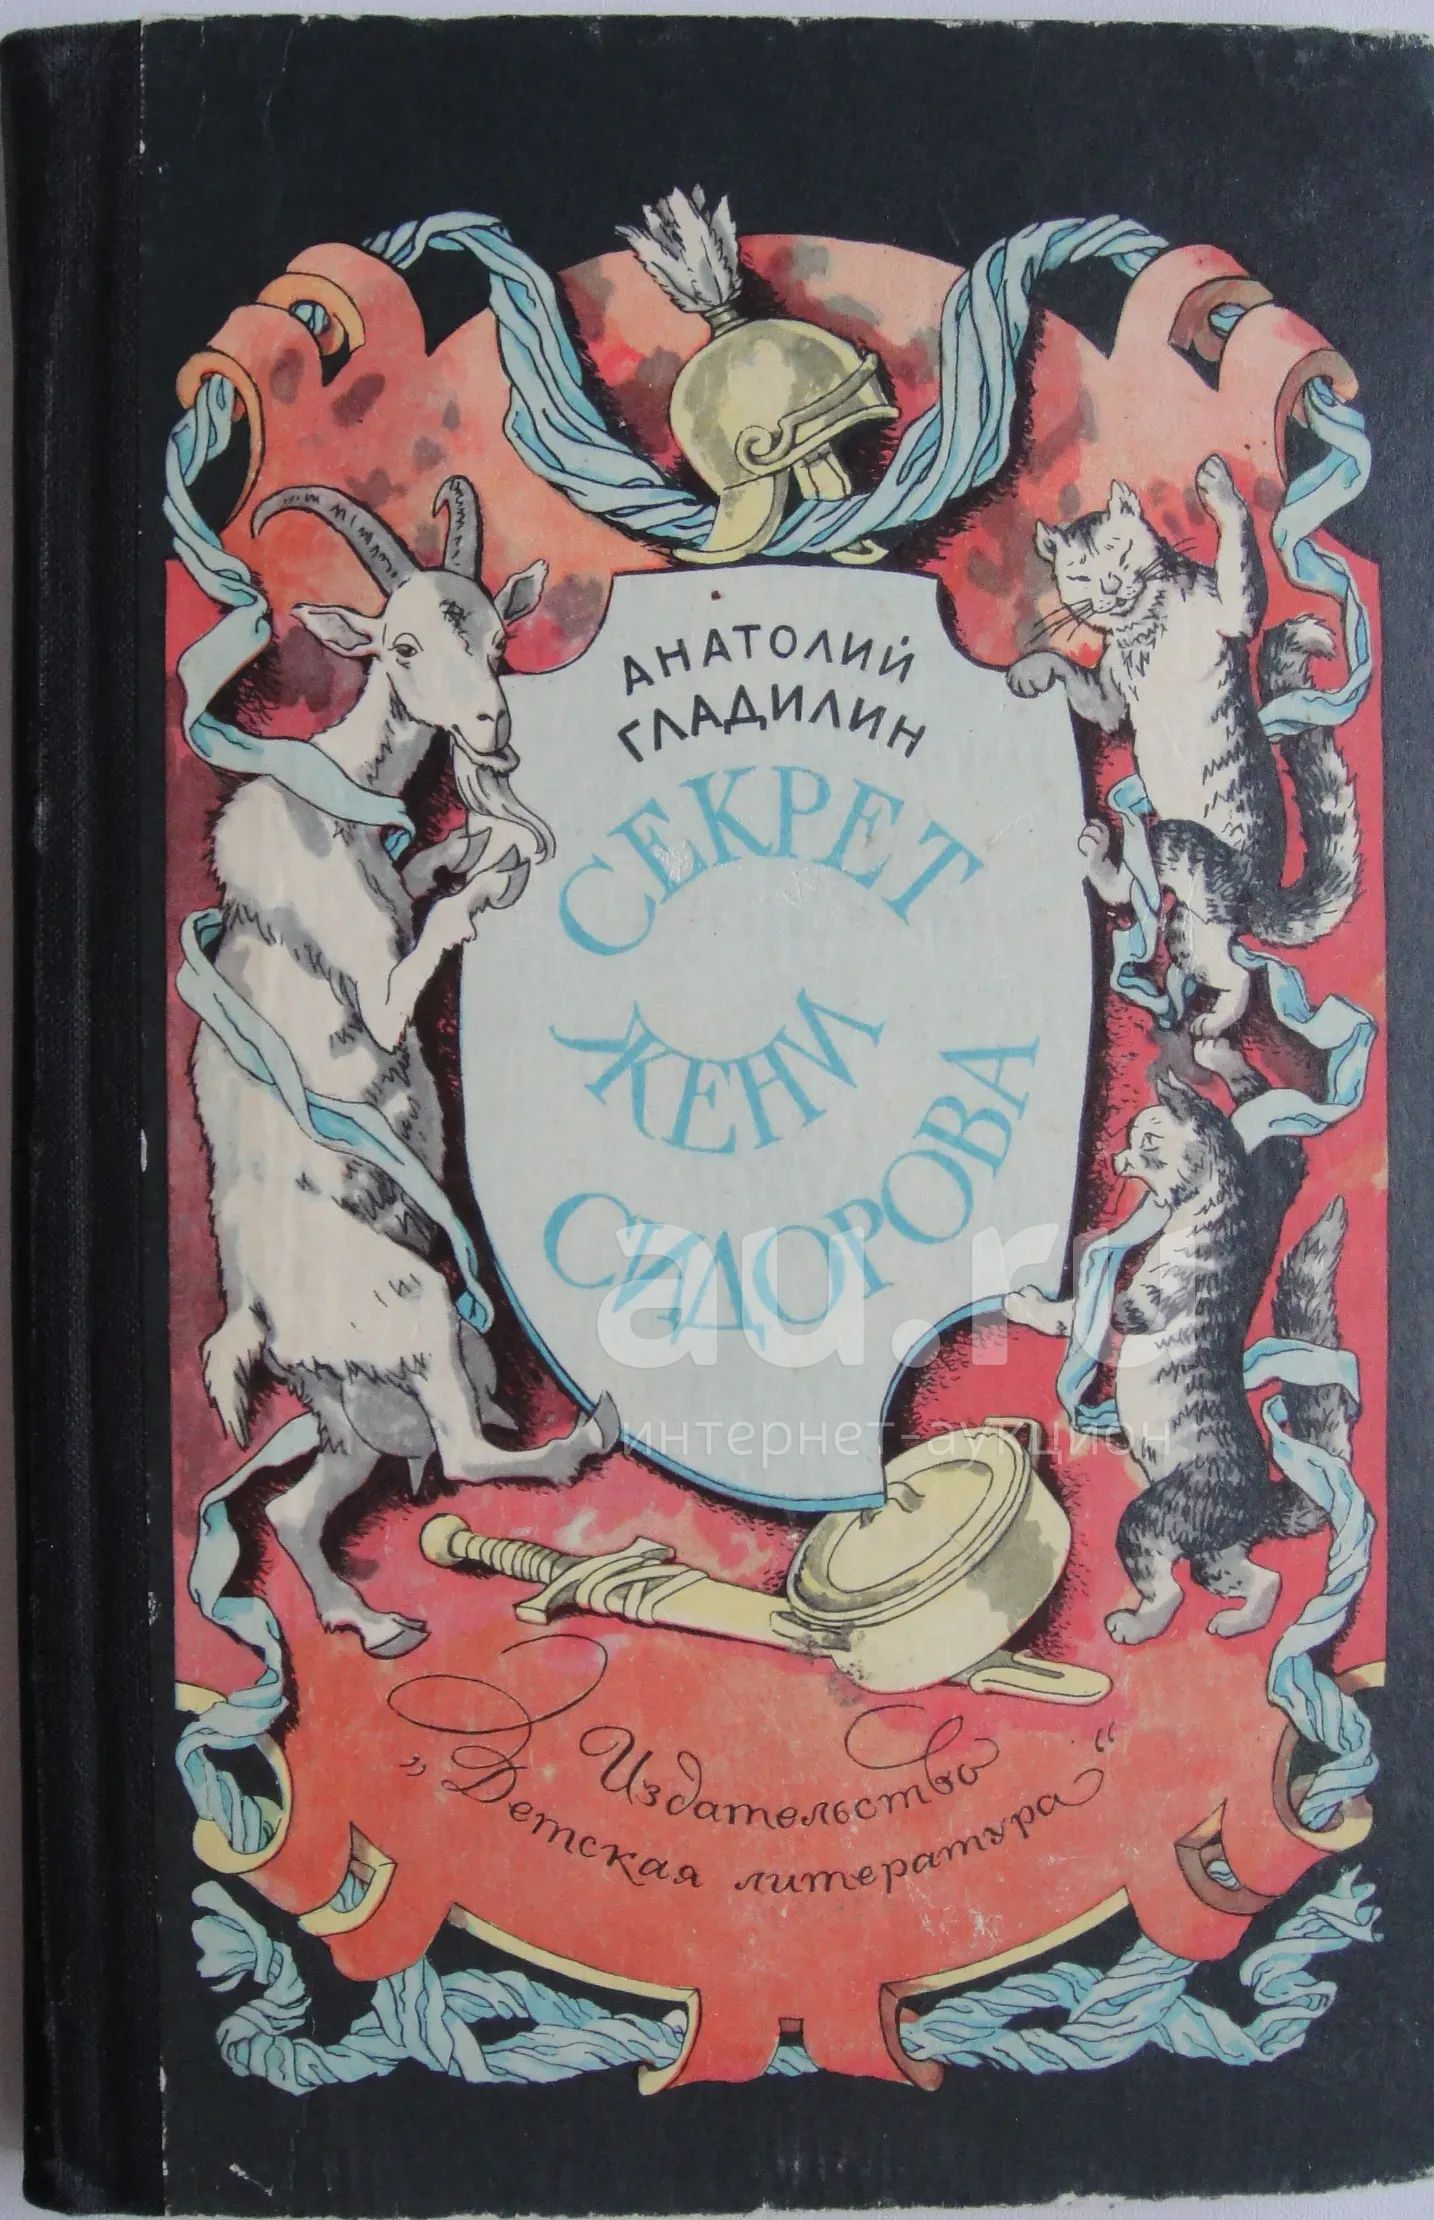 АНАТОЛИЙ
ГЛАДИЛИН
СЕКРЕТ
ЖЕНИ
СИДОРОВА
au.ru
интернет-аукцион
Издательство
„Детская литература“